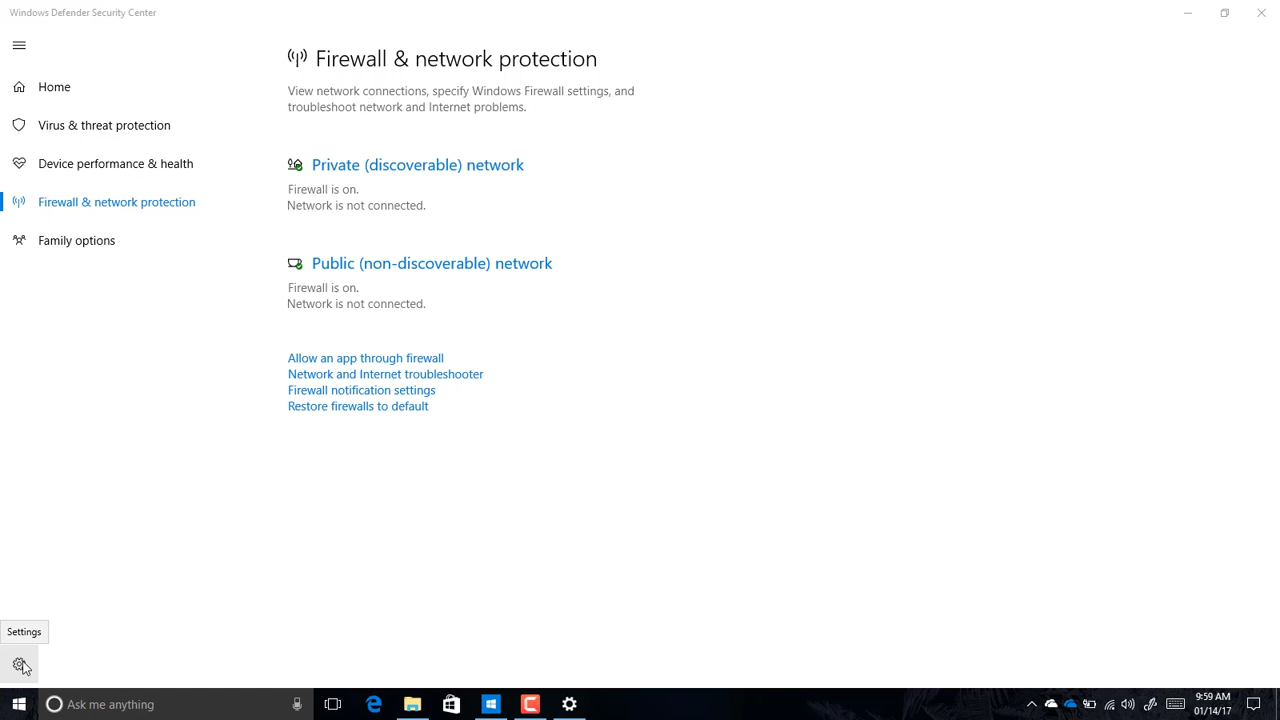 Windows Defender Security Center
Home
Virus & threat protection
Device performance & health
Firewall & network protection
Family options
Firewall & network protection
View network connections, specify Windows Firewall settings, and
troubleshoot network and Internet problems.
Private (discoverable) network
Firewall is on.
Network is not connected.
Public (non-discoverable) network
Firewall is on.
Network is not connected.
Allow an app through firewall
Network and Internet troubleshooter
Firewall notification settings
Restore firewalls to default
Settings
Ask me anything
9:59 AM
01/14/17